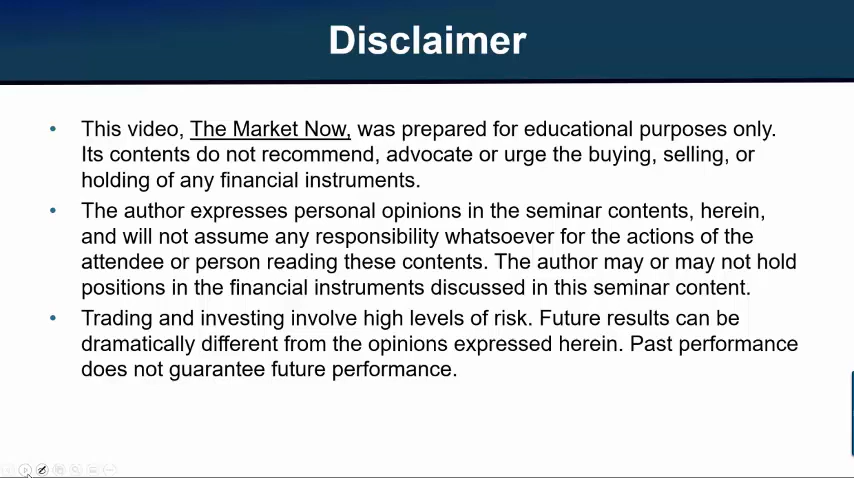 Disclaimer
• This video, The Market Now, was prepared for educational purposes only.
Its contents do not recommend, advocate or urge the buying, selling, or
holding of any financial instruments.
• The author expresses personal opinions in the seminar contents, herein,
and will not assume any responsibility whatsoever for the actions of the
attendee or person reading these contents. The author may or may not hold
positions in the financial instruments discussed in this seminar content.
• Trading and investing involve high levels of risk. Future results can be
dramatically different from the opinions expressed herein. Past performance
does not guarantee future performance.